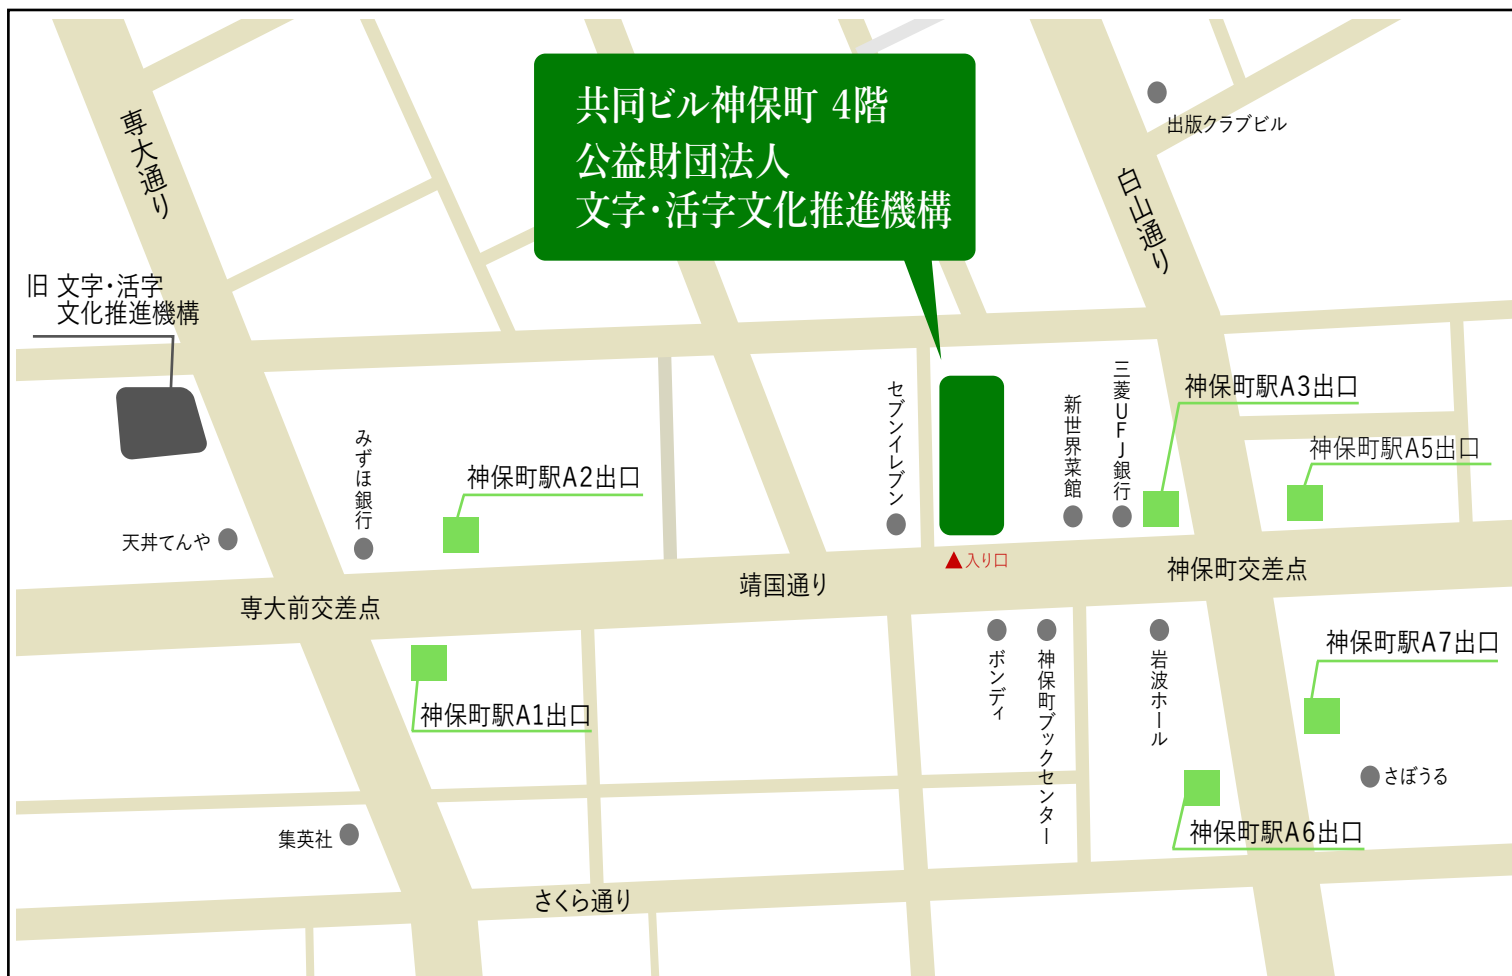 共同ビル神保町 4階
公益財団法人
文字・活字文化推進機構
専大通り
出版クラブビル
白山通り
旧 文字・活字
文化推進機構
三菱UFJ銀行
神保町駅A3出口
セブンイレブン
新世界菜館
みずほ銀行
神保町駅A5出口
神保町駅A2出口
天丼てんや
▲入り口
神保町交差点
靖国通り
専大前交差点
神保町駅A7出口
ボンディ
神保町ブックセンター
岩波ホール
神保町駅A1出口
さぼうる
集英社
神保町駅A6出口
さくら通り